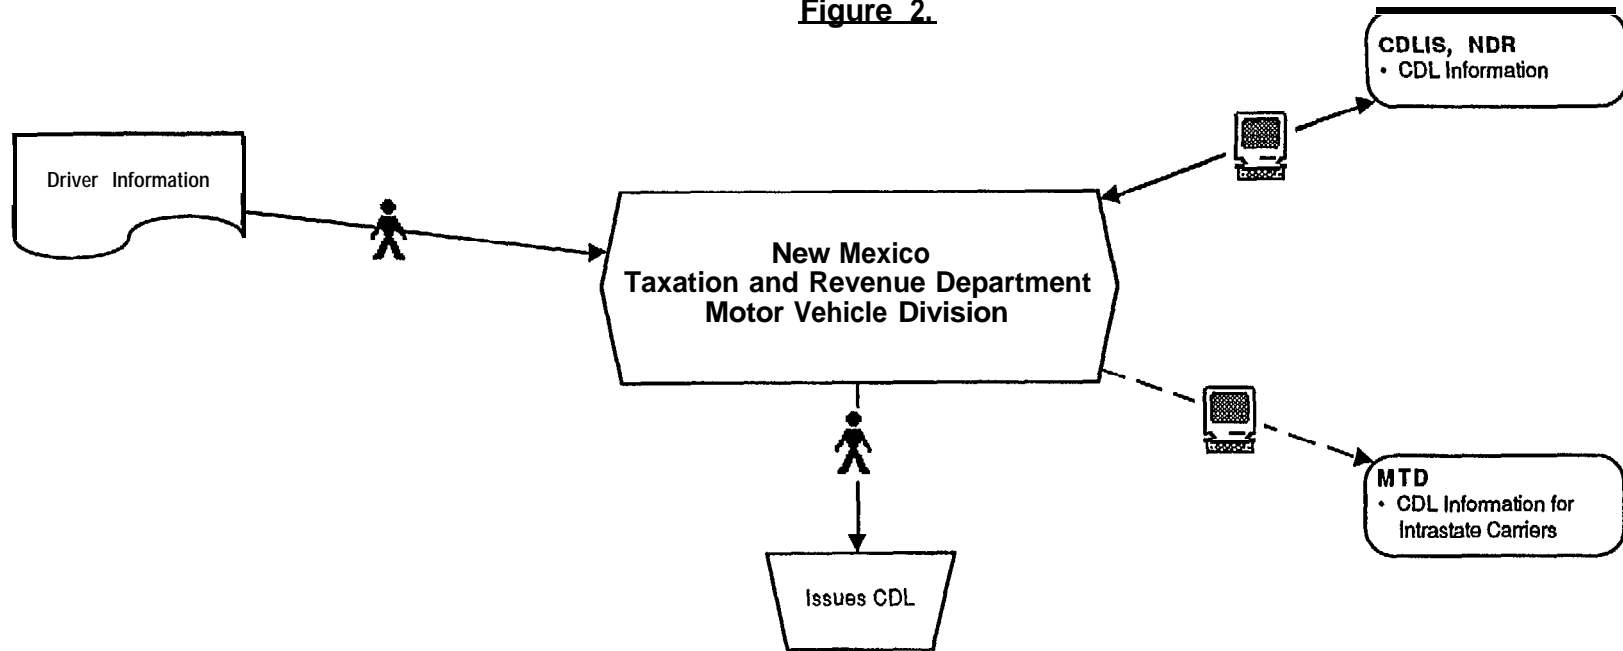 Figure 2.
CDLIS, NDR
• CDL Information
Driver Information
New Mexico
Taxation and Revenue Department
Motor Vehicle Division
MTD
• CDL Information for
Intrastate Carriers
Issues CDL